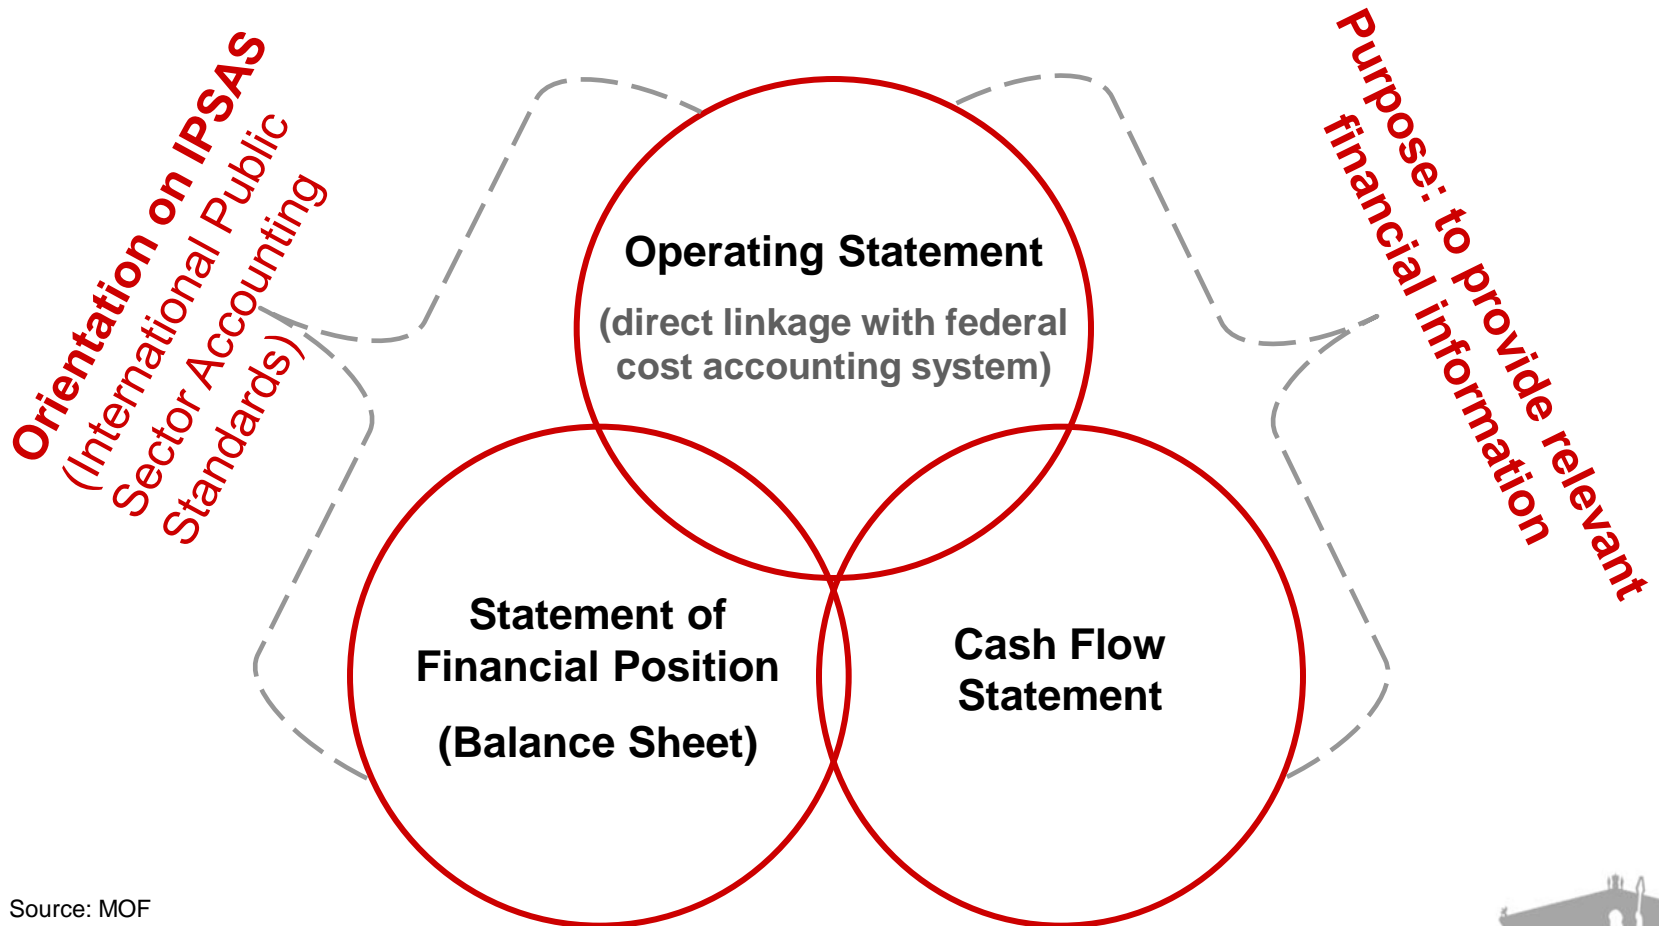 Orientation on IPSAS
(International Public
Sector Accounting
Standards)
Purpose: to provide relevant
financial information
Operating Statement
(direct linkage with federal
cost accounting system)
Statement of
Financial Position
(Balance Sheet)
Cash Flow
Statement
Source: MOF